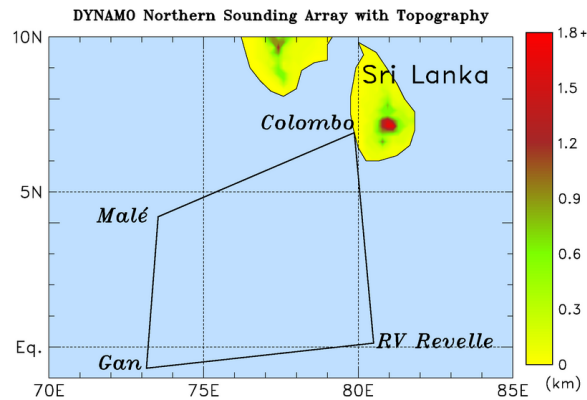 DYNAMO Northern Sounding Array with Topography
10N
1.8+
Sri Lanka
1.5
Colombo
1.2
5N
0.9
Malé
0.6
0.3
Eq.
RV Revelle
Gan
0
70E
75E
80E
85E
(km)